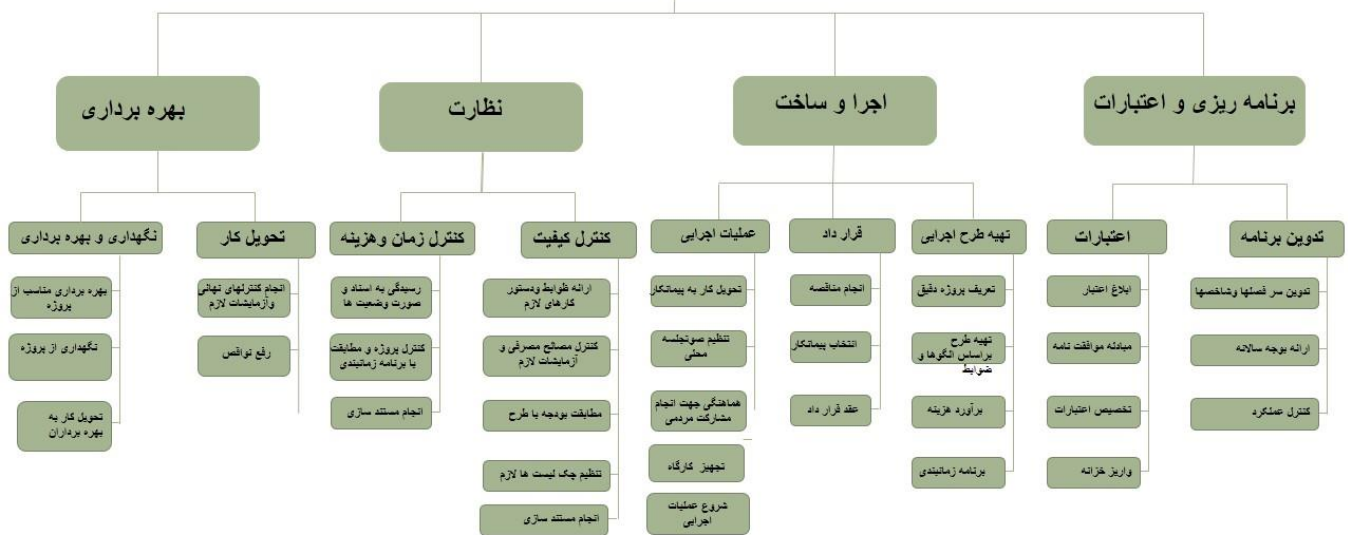 برنامه ریزی و اعتبارات
اجرا و ساخت
نظارت
بهره برداری
تدوین برنامه
تدوین سر فصلها وشاخصها
ارائه بوجه سالانه
کنترل عملکرد
اعتبارات
ابلاغ اعتبار
مبادله موافقت نامه
تخصیص اعتبارات
واریز خزانه
تهیه طرح اجرایی
تعریف پروژه دقیق
تهیه طرح
براساس الگوها و
ضوابط
برآورد هزینه
برنامه زمانبندی
قرار داد
انجام مناقصه
انتخاب پیمانکار
عقد قرار داد
عملیات اجرایی
تحویل کار به پیمانکار
تنظیم صوتجلسه
محلی
هماهنگی جهت انجام
مشارکت مردمی
تجهیز کارگاه
شروع عملیات
اجرایی
کنترل کیفیت
ارائه ظوابط ودستور
کارهای لازم
کنترل مصالح مصرفی و
آزمایشات لازم
مطابقت بودجه با طرح
تنظیم چک لیست ها لازم
انجام مستند سازی
کنترل زمان وهزینه
رسیدگی به اسناد و
صورت وضعیت ها
کنترل پروژه و مطابقت
با برنامه زمانبندی
انجام مستند سازی
تحویل کار
انجام کنترلهای نهائی
وآزمایشات لازم
رفع نواقص
نگهداری و بهره برداری
بهره برداری مناسب از
پروژه
نگهداری از پروژه
تحویل کار به
بهره برداران